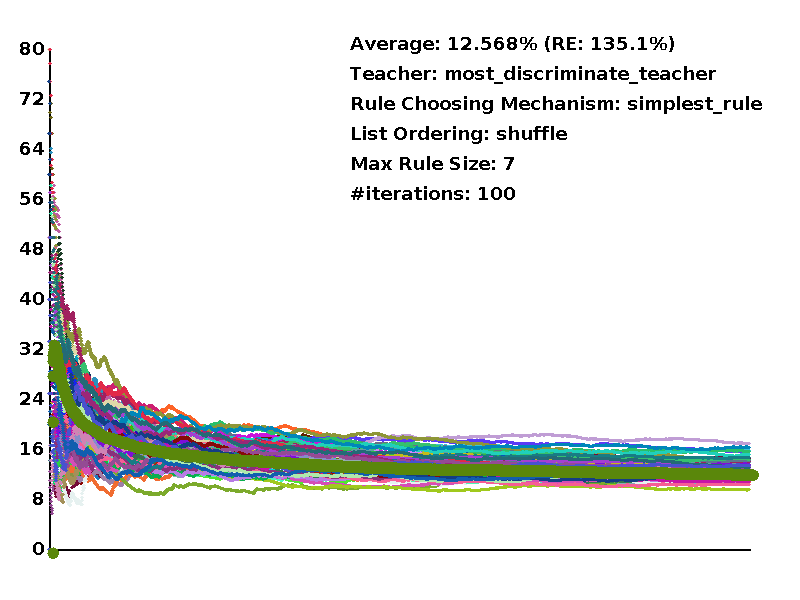 Average: 12.568% (RE: 135.1%)
Teacher: most_discriminate_teacher
Rule Choosing Mechanism: simplest_rule
List Ordering: shuffle
Max Rule Size: 7
#iterations: 100
80
72
64
56
48
40
32
24
16
8
0